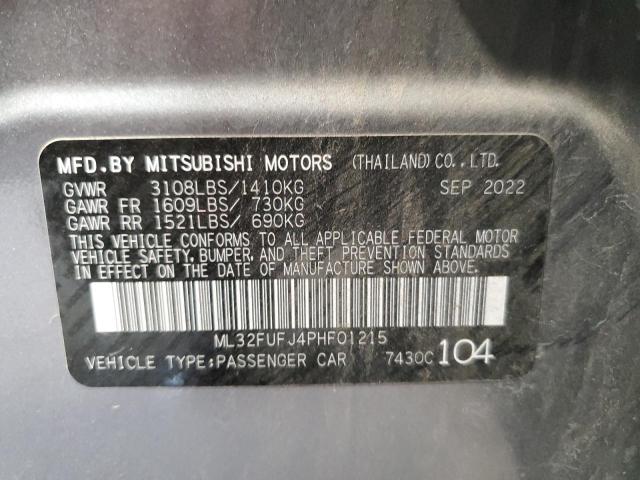 MFD.BY MITSUBISHI MOTORS (THAILAND)CO.,LTD.
GVWR 3108LBS/1410KG SEP 2022
GAWR FR 1609LBS/ 730KG
GAWR RR 1521LBS/ 690KG
THIS VEHICLE CONFORMS TO ALL APPLICABLE FEDERAL MOTOR
VEHICLE SAFETY, BUMPER, AND THEFT PREVENTION STANDARDS
IN EFFECT ON THE DATE OF MANUFACTURE SHOWN ABOVE.
ML32FUFJ4PHF01215
VEHICLE TYPE:PASSENGER CAR 7430C 104